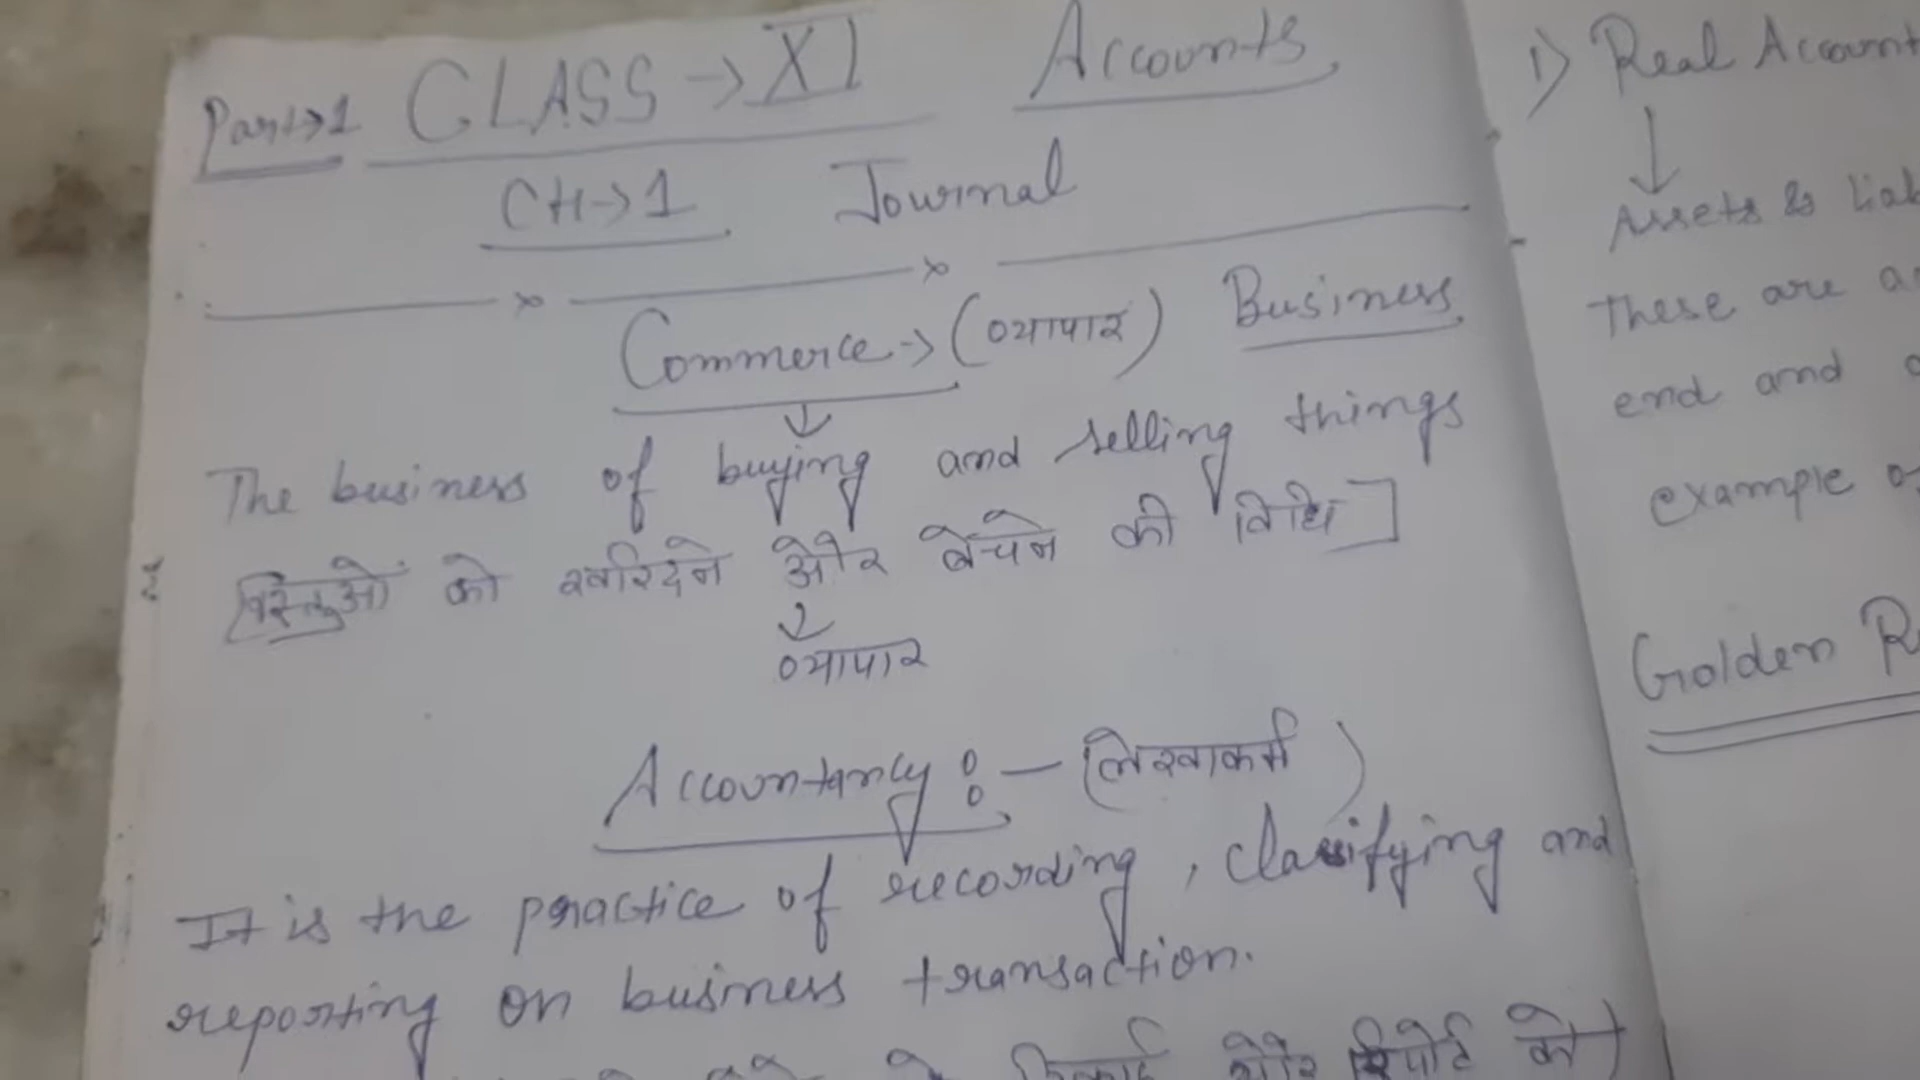 Part→1 CLASS → XI Accounts
CH→1 Journal
Commerce → (व्यापार) Business
The business of buying and selling things
[वस्तुओं को खरिदने और बेंचने की विधि]
व्यापार
Accountancy :— (लेखाकर्म)
It is the practice of recording, classifying and
reporting on business transaction.
और रिपोर्ट को
1) Real Account
Assets &
These are
end and
example
Golden